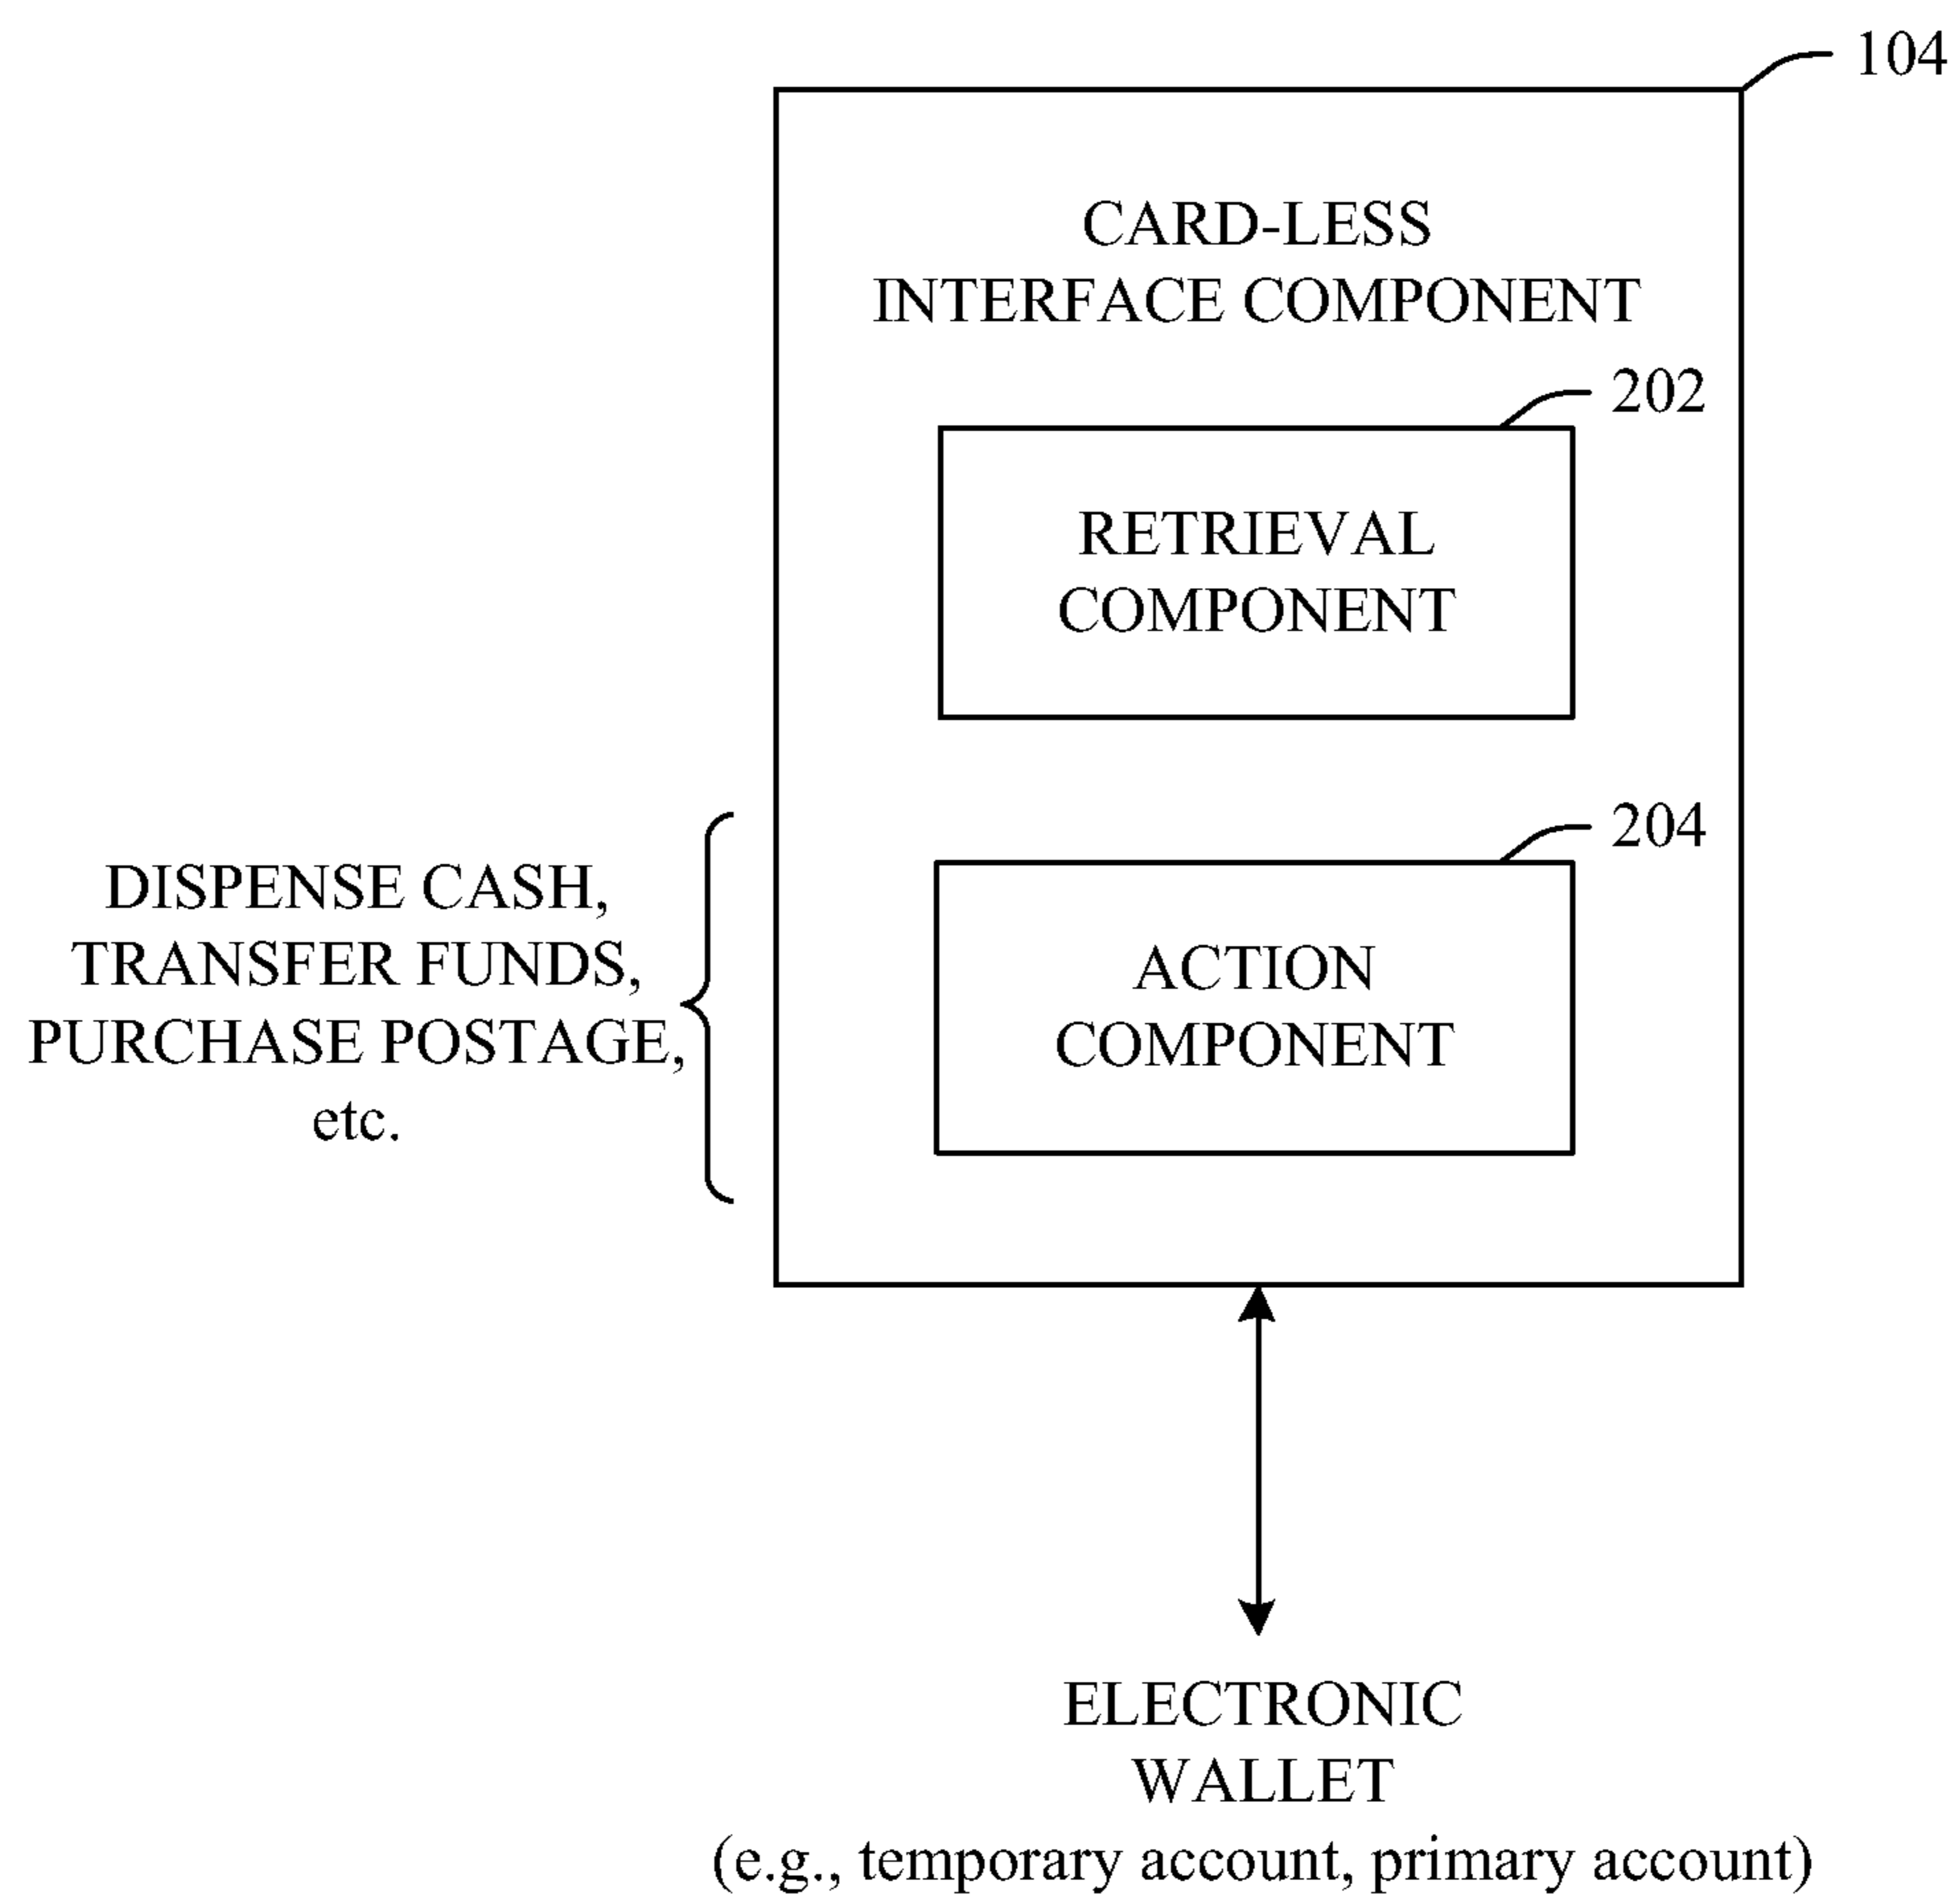 104
CARD-LESS
INTERFACE COMPONENT
202
RETRIEVAL
COMPONENT
204
ACTION
COMPONENT
DISPENSE CASH,
TRANSFER FUNDS,
PURCHASE POSTAGE,
etc.
ELECTRONIC
WALLET
(e.g., temporary account, primary account)